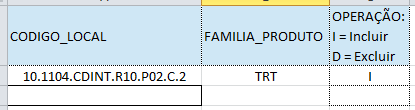 OPERAÇÃO:
CODIGO_LOCAL FAMILIA_PRODUTO I = Incluir
D = Excluir
10.1104.CDINT.R10.P02.C.2 TRT I